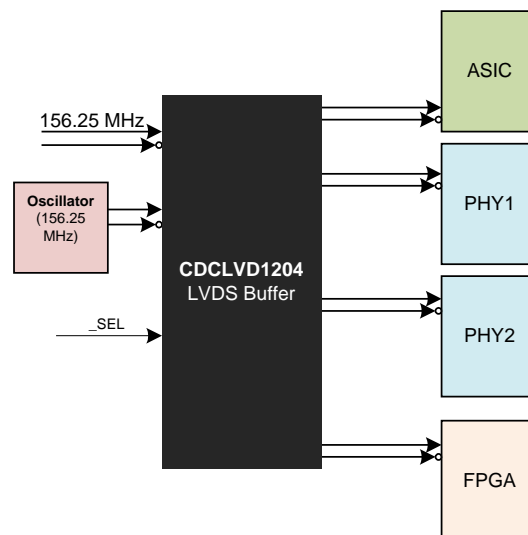 ASIC
156.25 MHz
PHY1
Oscillator
(156.25
MHz)
CDCLVD1204
LVDS Buffer
_SEL
PHY2
FPGA